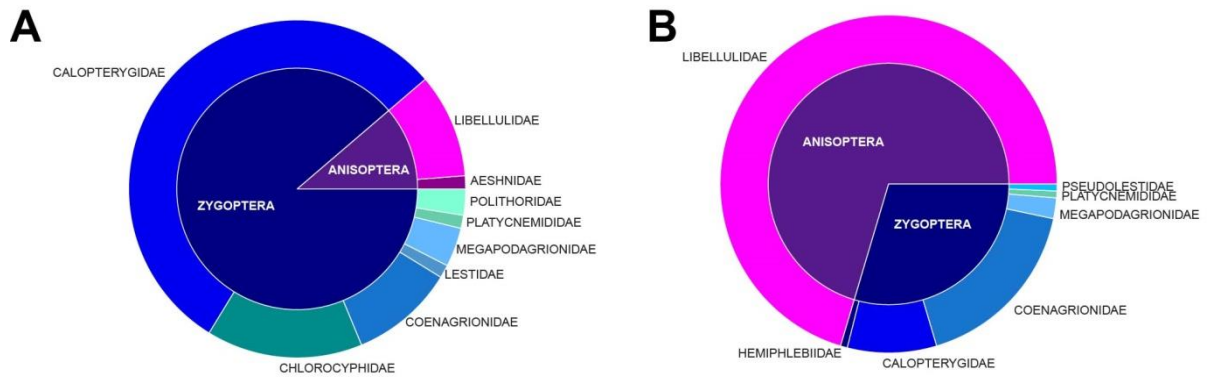 A
CALOPTERYGIDAE
LIBELLULIDAE
ANISOPTERA
AESHNIDAE
ZYGOPTERA
POLITHORIDAE
PLATYCNEMIDIDAE
MEGAPODAGRIONIDAE
LESTIDAE
COENAGRIONIDAE
CHLOROCYPHIDAE
B
LIBELLULIDAE
ANISOPTERA
PSEUDOLESTIDAE
PLATYCNEMIDIDAE
MEGAPODAGRIONIDAE
ZYGOPTERA
COENAGRIONIDAE
HEMIPHLEBIIDAE
CALOPTERYGIDAE